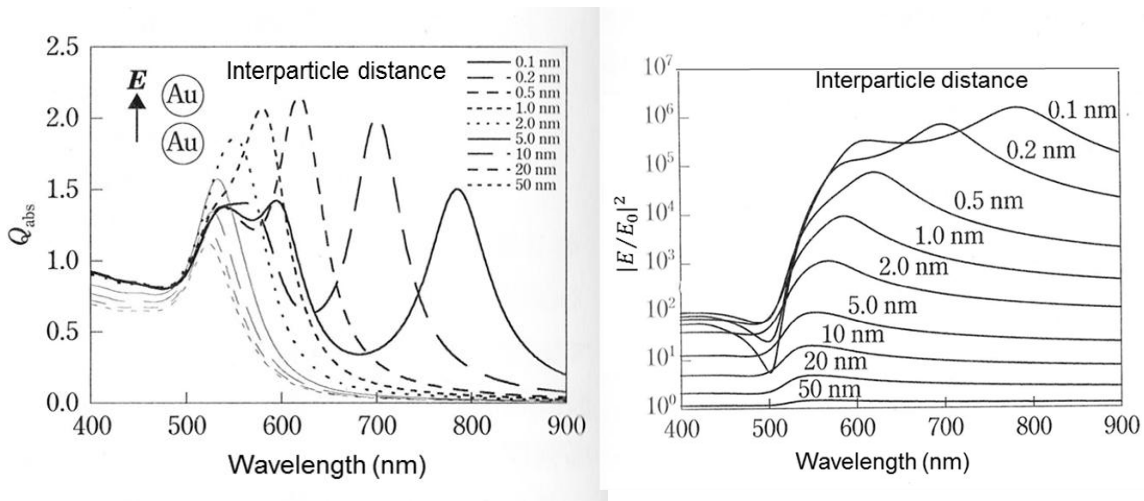 2.5
2.0
1.5
1.0
0.5
0.0
Q_abs
E
Au
Au
Interparticle distance
0.1 nm
0.2 nm
0.5 nm
1.0 nm
2.0 nm
5.0 nm
10 nm
20 nm
50 nm
400 500 600 700 800 900
Wavelength (nm)
10^7
10^6
10^5
10^4
10^3
10^2
10^1
10^0
|E/E_0|^2
Interparticle distance
0.1 nm
0.2 nm
0.5 nm
1.0 nm
2.0 nm
5.0 nm
10 nm
20 nm
50 nm
400 500 600 700 800 900
Wavelength (nm)